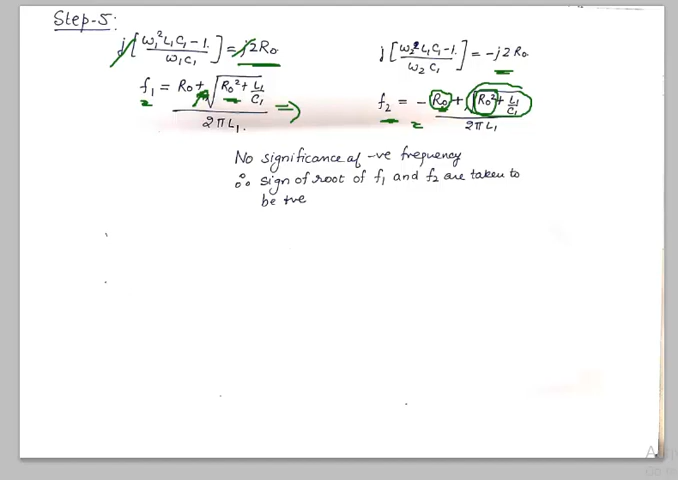 Step-5:
j[ω₁²L₁C₁-1/ω₁C₁] = j2R₀
j[ω₂²L₁C₁-1/ω₂C₁] = -j2R₀
f₁ = R₀+√(R₀²+L₁/C₁)/2πL₁
f₂ = -R₀+√(R₀²+L₁/C₁)/2πL₁
No significance of -ve frequency
∴ sign of root of f₁ and f₂ are taken to
be +ve